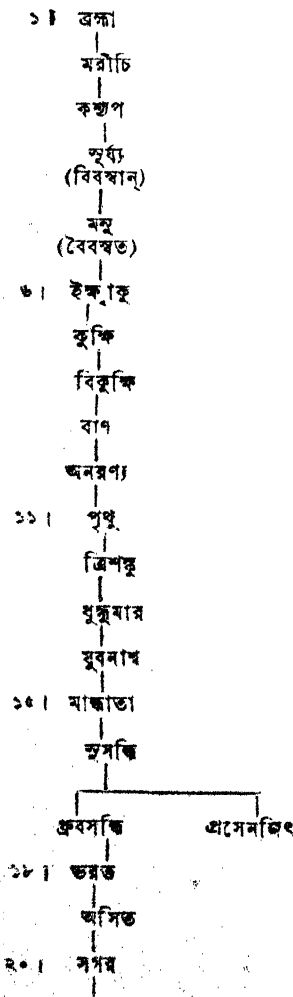 ১। ব্রহ্মা
মরীচি
কশ্যপ
সূর্য্য
(বিবস্বান্)
মনু
(বৈবস্বত)
৬। ইক্ষ্বাকু
কুক্ষি
বিকুক্ষি
বাণ
অনরণ্য
১১। পৃথু
ত্রিশঙ্কু
ধুন্ধুমার
যুবনাশ্ব
১৫। মান্ধাতা
সুসন্ধি
ধ্রুবসন্ধি প্রসেনজিৎ
১৮। ভরত
অসিত
২০। সগর